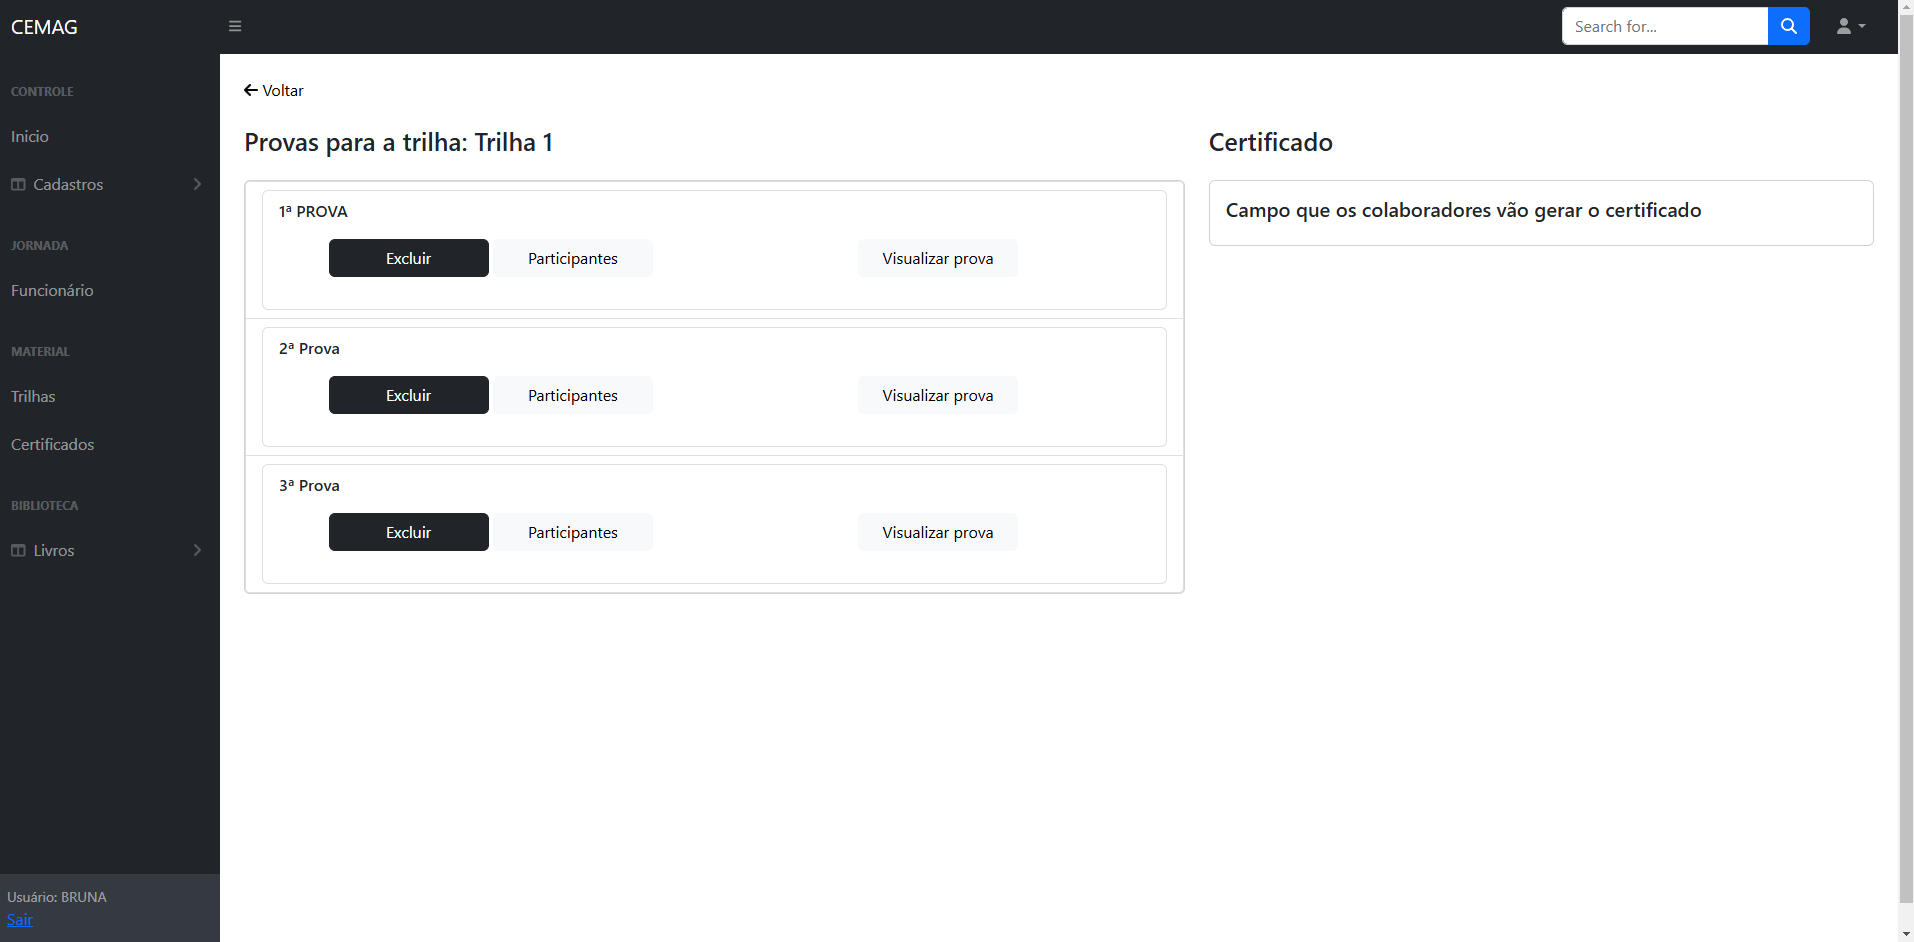 CEMAG
Search for...
CONTROLE
Inicio
Cadastros
JORNADA
Funcionário
MATERIAL
Trilhas
Certificados
BIBLIOTECA
Livros
Usuário: BRUNA
Sair
Voltar
Provas para a trilha: Trilha 1
1ª PROVA
Excluir Participantes Visualizar prova
2ª Prova
Excluir Participantes Visualizar prova
3ª Prova
Excluir Participantes Visualizar prova
Certificado
Campo que os colaboradores vão gerar o certificado